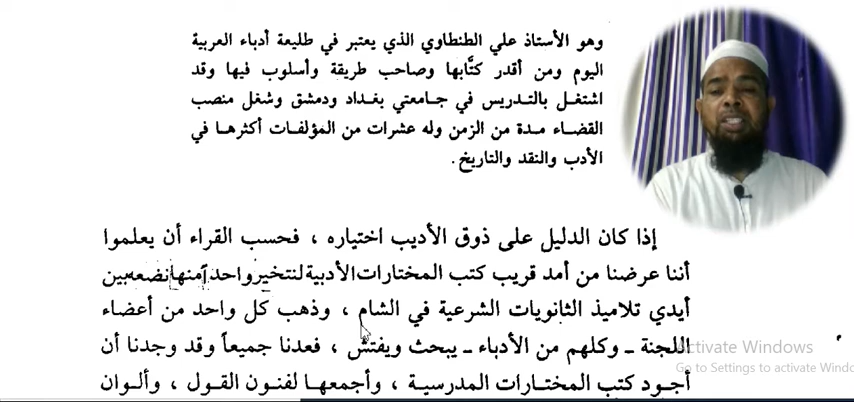 وهو الأستاذ علي الطنطاوي الذي يعتبر في طليعة أدباء العربية
اليوم ومن أقدر كتَّابها وصاحب طريقة وأسلوب فيها وقد
اشتغل بالتدريس في جامعتي بغداد ودمشق وشغل منصب
القضاء مدة من الزمن وله عشرات من المؤلفات أكثرها في
الأدب والنقد والتاريخ.
إذا كان الدليل على ذوق الأديب اختياره ، فحسب القراء أن يعلموا
أننا عرضنا من أمد قريب كتب المختارات الأدبية لنتخير واحداً منها نضعه بين
أيدي تلاميذ الثانويات الشرعية في الشام ، وذهب كل واحد من أعضاء
اللجنة ـ وكلهم من الأدباء ـ يبحث ويفتش ، فعدنا جميعاً وقد وجدنا أن
أجود كتب المختارات المدرسية ، وأجمعها لفنون القول ، وألوان
Activate Windows
Go to Settings to activate Windo